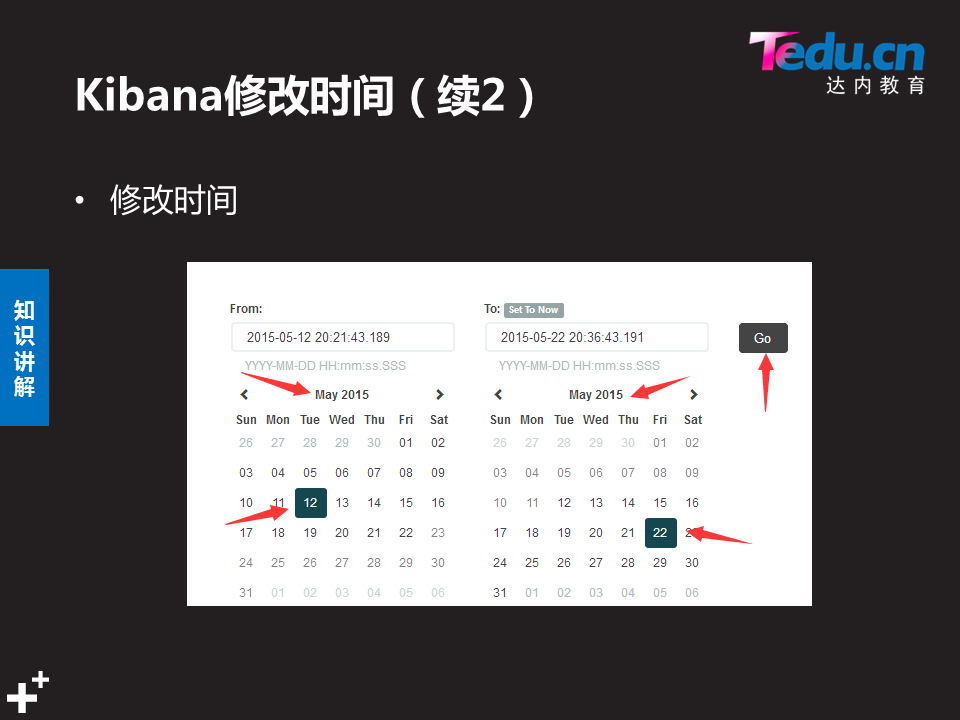 Tedu.cn
达内教育
Kibana修改时间（续2）
• 修改时间
知识讲解
From:
2015-05-12 20:21:43.189
YYYY-MM-DD HH:mm:ss.SSS
May 2015
Sun Mon Tue Wed Thu Fri Sat
26 27 28 29 30 01 02
03 04 05 06 07 08 09
10 11 12 13 14 15 16
17 18 19 20 21 22 23
24 25 26 27 28 29 30
31 01 02 03 04 05 06
To: Set To Now
2015-05-22 20:36:43.191
YYYY-MM-DD HH:mm:ss.SSS
May 2015
Sun Mon Tue Wed Thu Fri Sat
26 27 28 29 30 01 02
03 04 05 06 07 08 09
10 11 12 13 14 15 16
17 18 19 20 21 22 23
24 25 26 27 28 29 30
31 01 02 03 04 05 06
Go